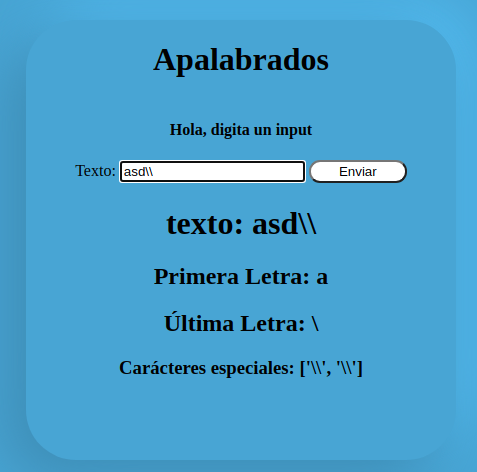 Apalabrados
Hola, digita un input
Texto: asd\\ Enviar
texto: asd\\
Primera Letra: a
Última Letra: \
Carácteres especiales: ['\\', '\\']